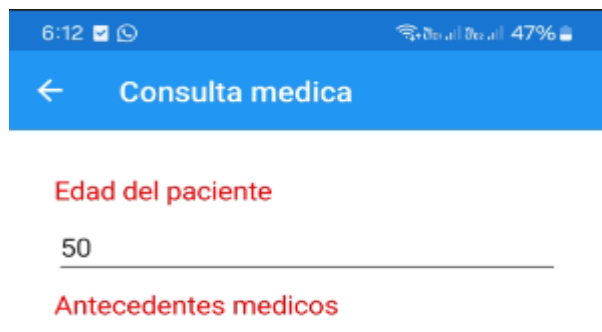 6:12 47%
Consulta medica
Edad del paciente
50
Antecedentes medicos